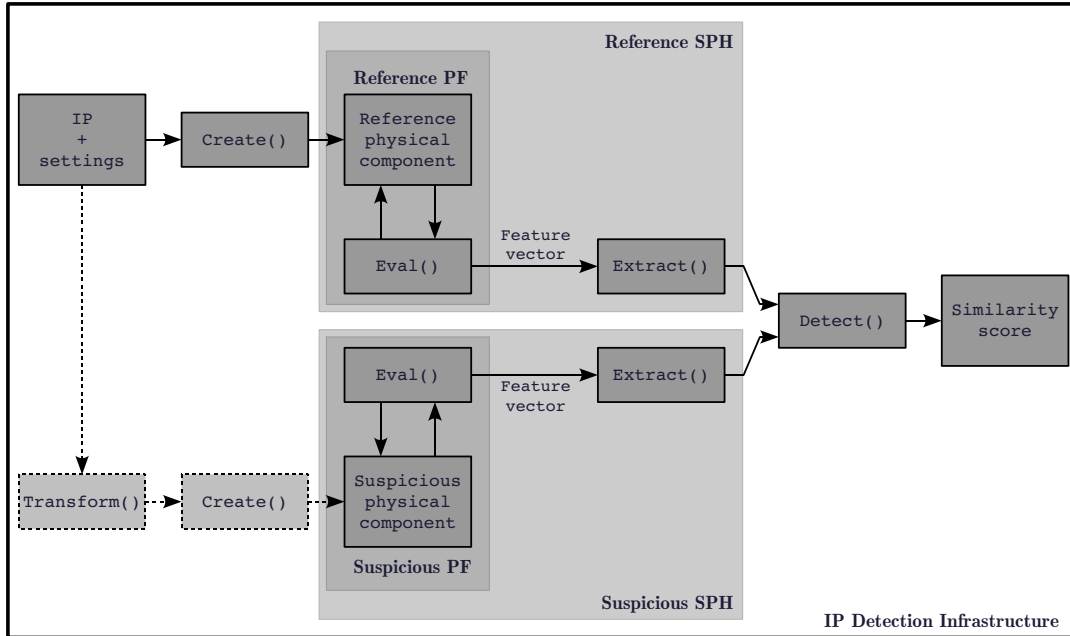 Reference SPH
Reference PF
IP
+
settings
Create()
Reference
physical
component
Eval()
Feature
vector
Extract()
Detect()
Similarity
score
Eval()
Feature
vector
Extract()
Transform()
Create()
Suspicious
physical
component
Suspicious PF
Suspicious SPH
IP Detection Infrastructure